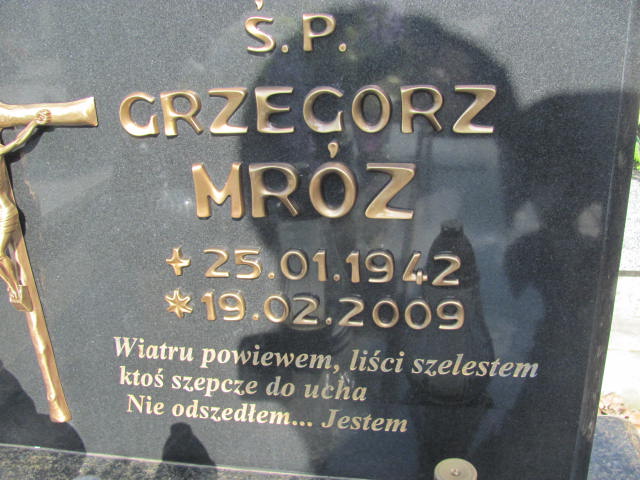 Ś.P.
GRZEGORZ
MRÓZ
+ 25.01.1942
* 19.02.2009
Wiatru powiewem, liści szelestem
ktoś szepcze do ucha
Nie odszedłem... Jestem